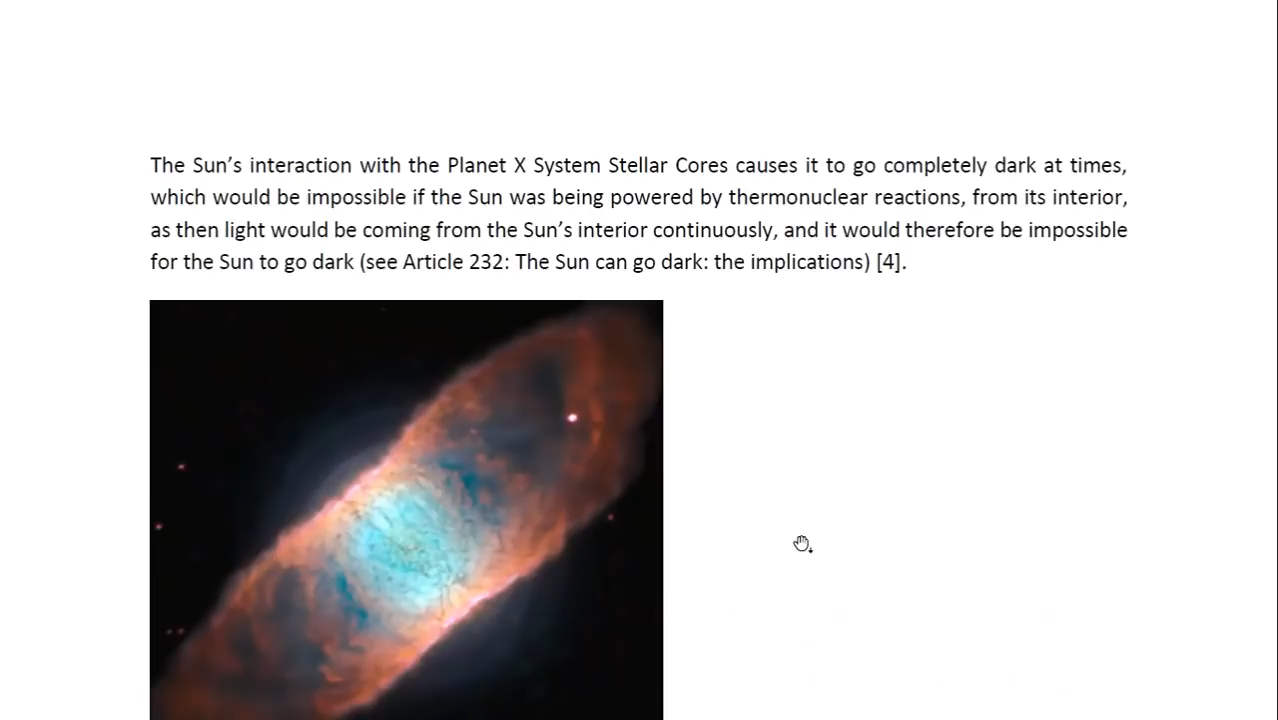 The Sun’s interaction with the Planet X System Stellar Cores causes it to go completely dark at times,
which would be impossible if the Sun was being powered by thermonuclear reactions, from its interior,
as then light would be coming from the Sun’s interior continuously, and it would therefore be impossible
for the Sun to go dark (see Article 232: The Sun can go dark: the implications) [4].